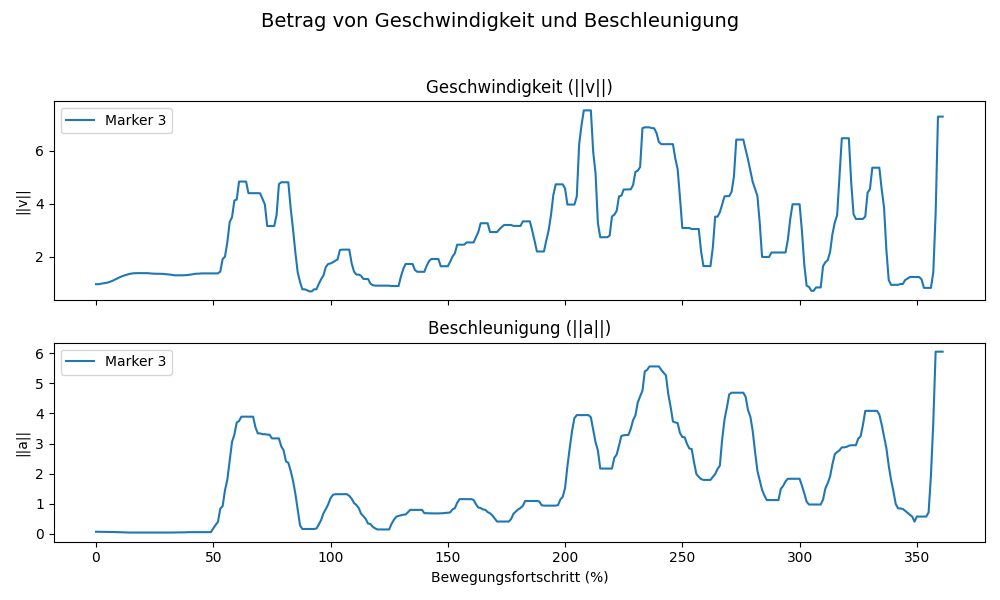 Betrag von Geschwindigkeit und Beschleunigung
Geschwindigkeit (||v||)
Marker 3
||v||
6
4
2
Beschleunigung (||a||)
Marker 3
||a||
6
5
4
3
2
1
0
0 50 100 150 200 250 300 350
Bewegungsfortschritt (%)